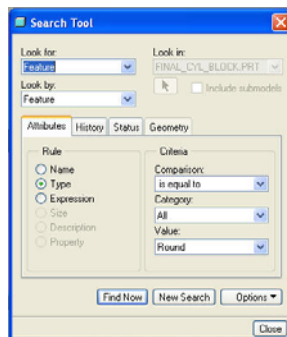 Search Tool
Look for:
Feature
Look in:
FINAL_CYL_BLOCK.PRT
Look by:
Feature
Include submodels
Attributes History Status Geometry
Rule
Name
Type
Expression
Size
Description
Property
Criteria
Comparison:
is equal to
Category:
All
Value:
Round
Find Now New Search Options
Close